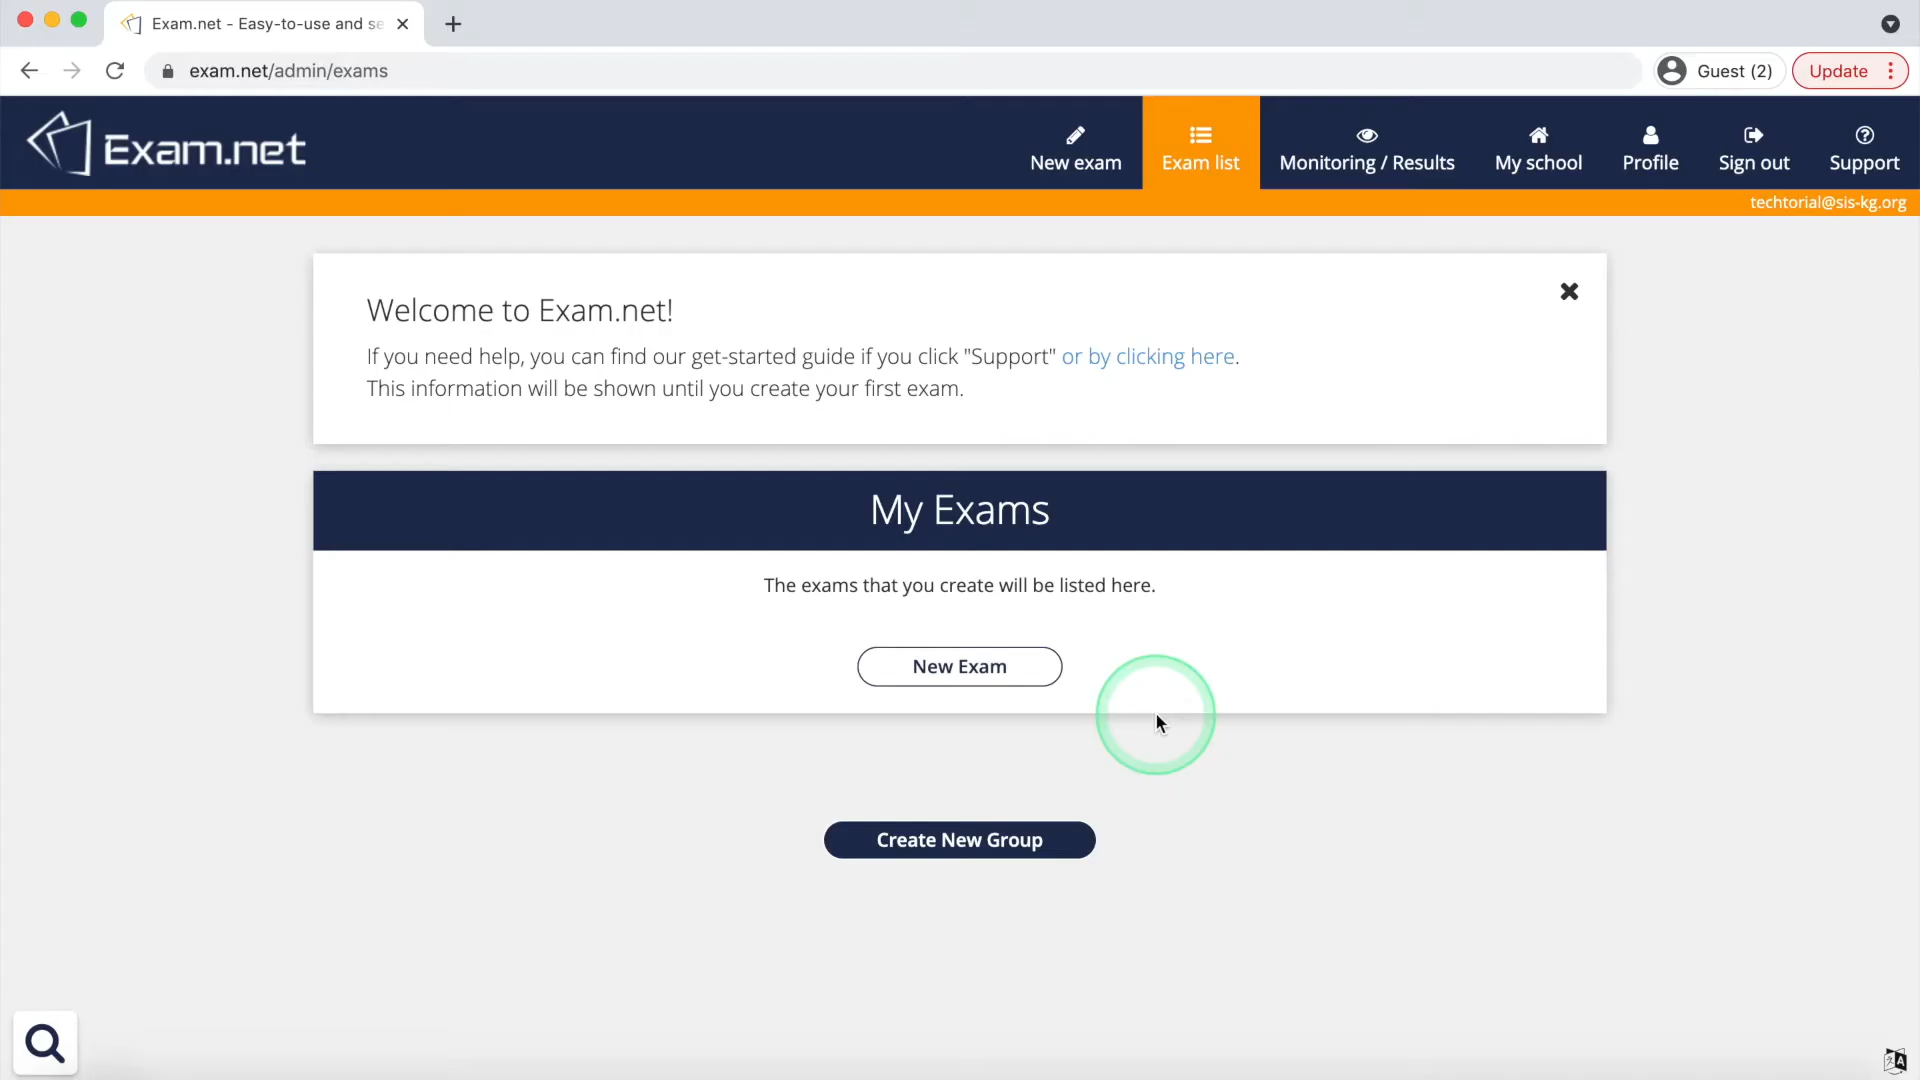 Exam.net - Easy-to-use and se
exam.net/admin/exams
Guest (2)
Update
Exam.net
New exam
Exam list
Monitoring / Results
My school
Profile
Sign out
Support
techtorial@sis-kg.org
Welcome to Exam.net!
If you need help, you can find our get-started guide if you click "Support" or by clicking here.
This information will be shown until you create your first exam.
My Exams
The exams that you create will be listed here.
New Exam
Create New Group